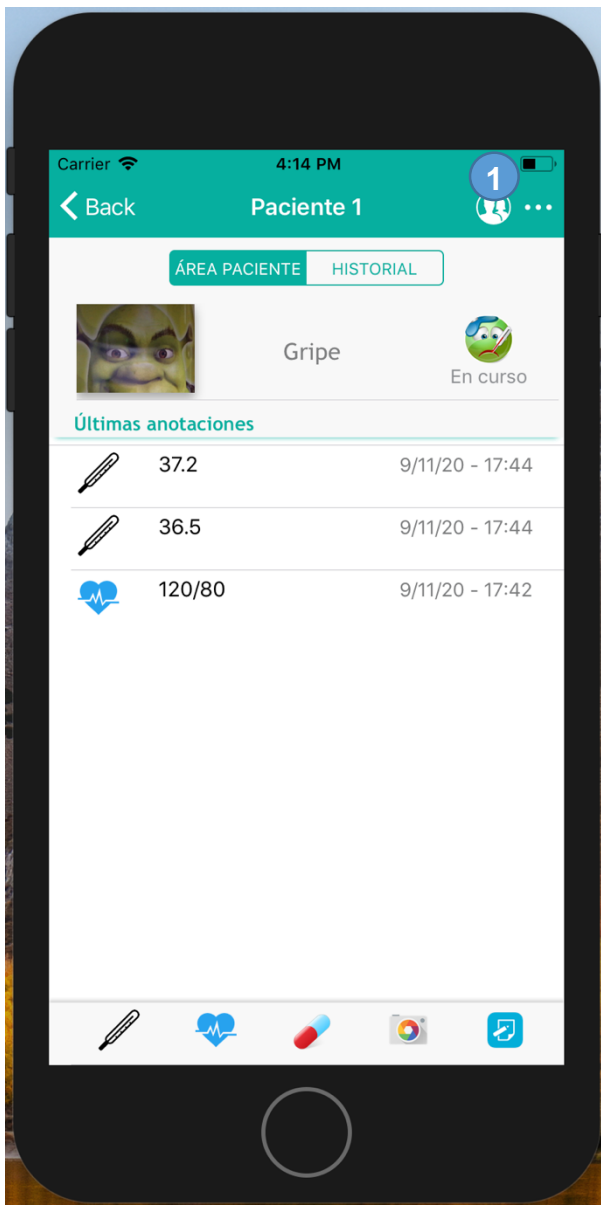 Carrier 4:14 PM
1
Back Paciente 1 ...
ÁREA PACIENTE HISTORIAL
Gripe
En curso
Últimas anotaciones
37.2 9/11/20 - 17:44
36.5 9/11/20 - 17:44
120/80 9/11/20 - 17:42